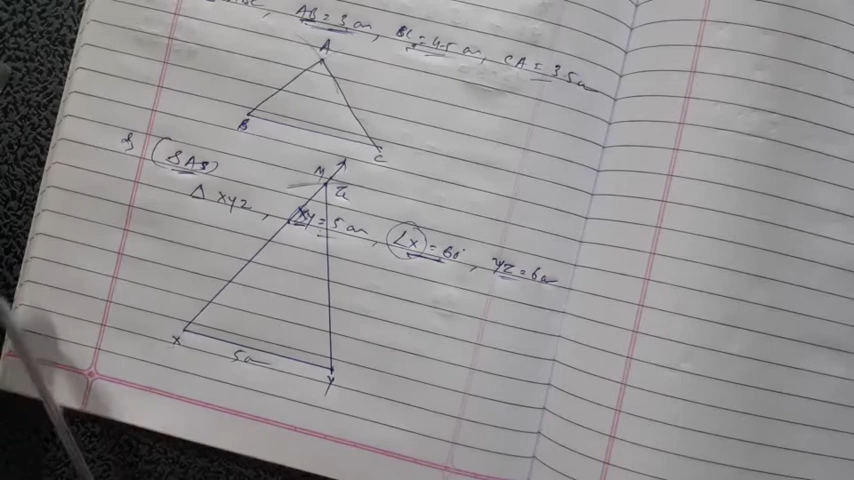 AB = 3 cm, BC = 4.5 cm, CA = 3.5 cm
A
B
C
(SAS)
M
Z
Δ XYZ, XY = 5 cm, ∠X = 60°, YZ = 6 cm
X
5 cm
Y